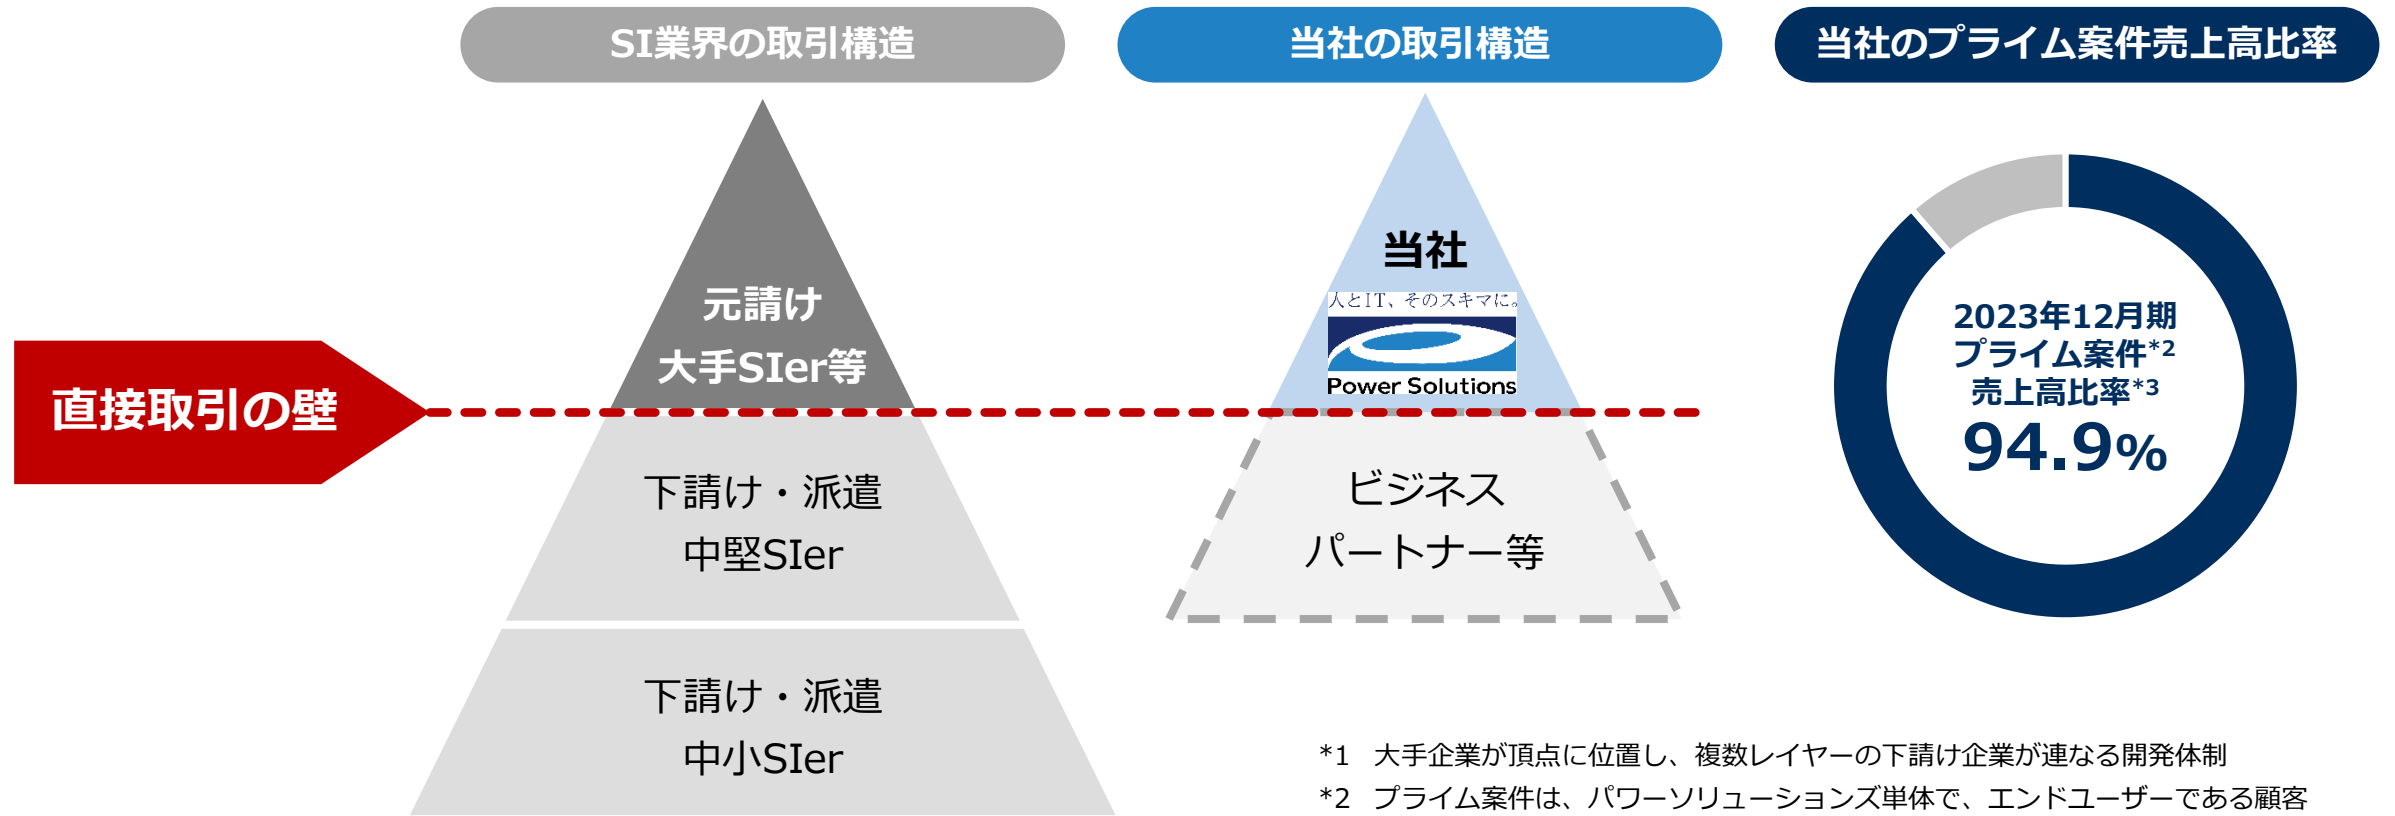 SI業界の取引構造
当社の取引構造
当社のプライム案件売上高比率
直接取引の壁
元請け
大手SIer等
下請け・派遣
中堅SIer
下請け・派遣
中小SIer
当社
人とIT、そのスキマに。
Power Solutions
ビジネス
パートナー等
2023年12月期
プライム案件*2
売上高比率*3
94.9%
*1 大手企業が頂点に位置し、複数レイヤーの下請け企業が連なる開発体制
*2 プライム案件は、パワーソリューションズ単体で、エンドユーザーである顧客